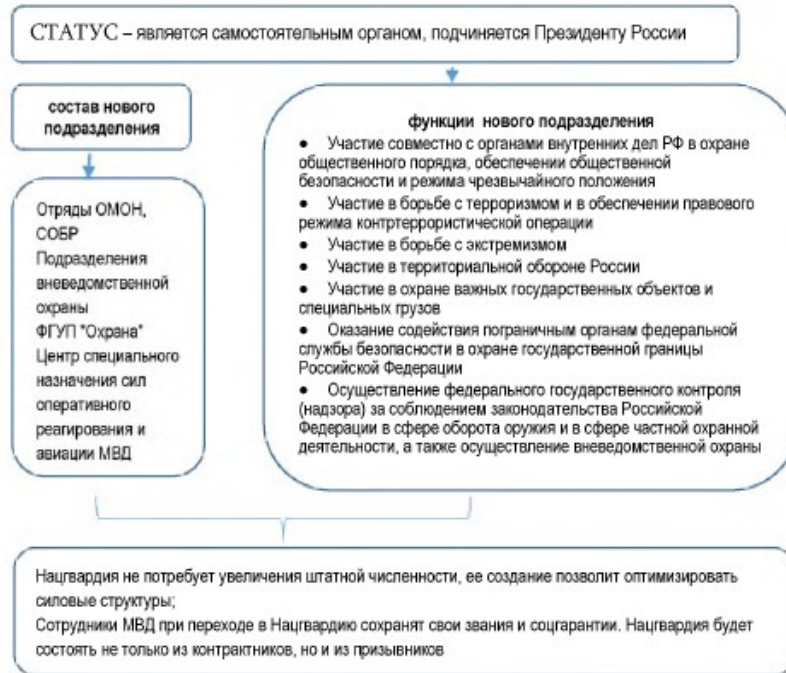 СТАТУС – является самостоятельным органом, подчиняется Президенту России
состав нового
подразделения
Отряды ОМОН,
СОБР
Подразделения
вневедомственной
охраны
ФГУП "Охрана"
Центр специального
назначения сил
оперативного
реагирования и
авиации МВД
функции нового подразделения
● Участие совместно с органами внутренних дел РФ в охране
общественного порядка, обеспечении общественной
безопасности и режима чрезвычайного положения
● Участие в борьбе с терроризмом и в обеспечении правового
режима контртеррористической операции
● Участие в борьбе с экстремизмом
● Участие в территориальной обороне России
● Участие в охране важных государственных объектов и
специальных грузов
● Оказание содействия пограничным органам федеральной
службы безопасности в охране государственной границы
Российской Федерации
● Осуществление федерального государственного контроля
(надзора) за соблюдением законодательства Российской
Федерации в сфере оборота оружия и в сфере частной охранной
деятельности, а также осуществление вневедомственной охраны
Нацгвардия не потребует увеличения штатной численности, ее создание позволит оптимизировать
силовые структуры;
Сотрудники МВД при переходе в Нацгвардию сохранят свои звания и соцгарантии. Нацгвардия будет
состоять не только из контрактников, но и из призывников